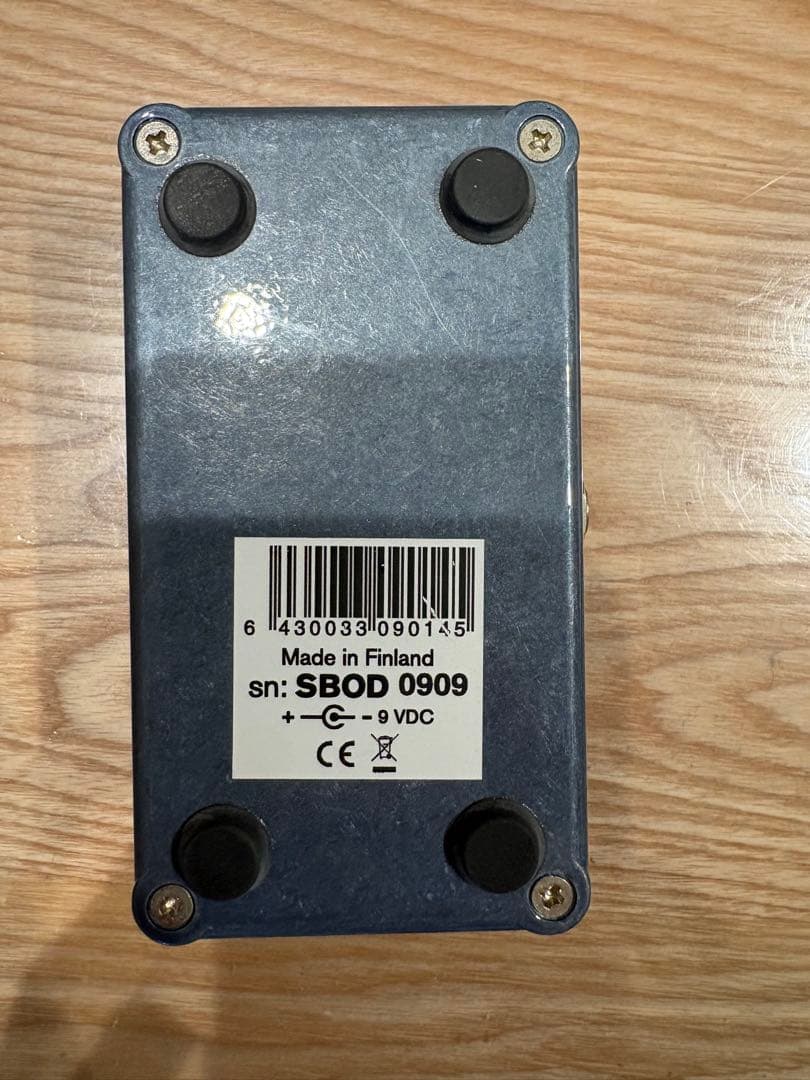 6 430033 090145
Made in Finland
sn: SBOD 0909
+ - 9 VDC
CE